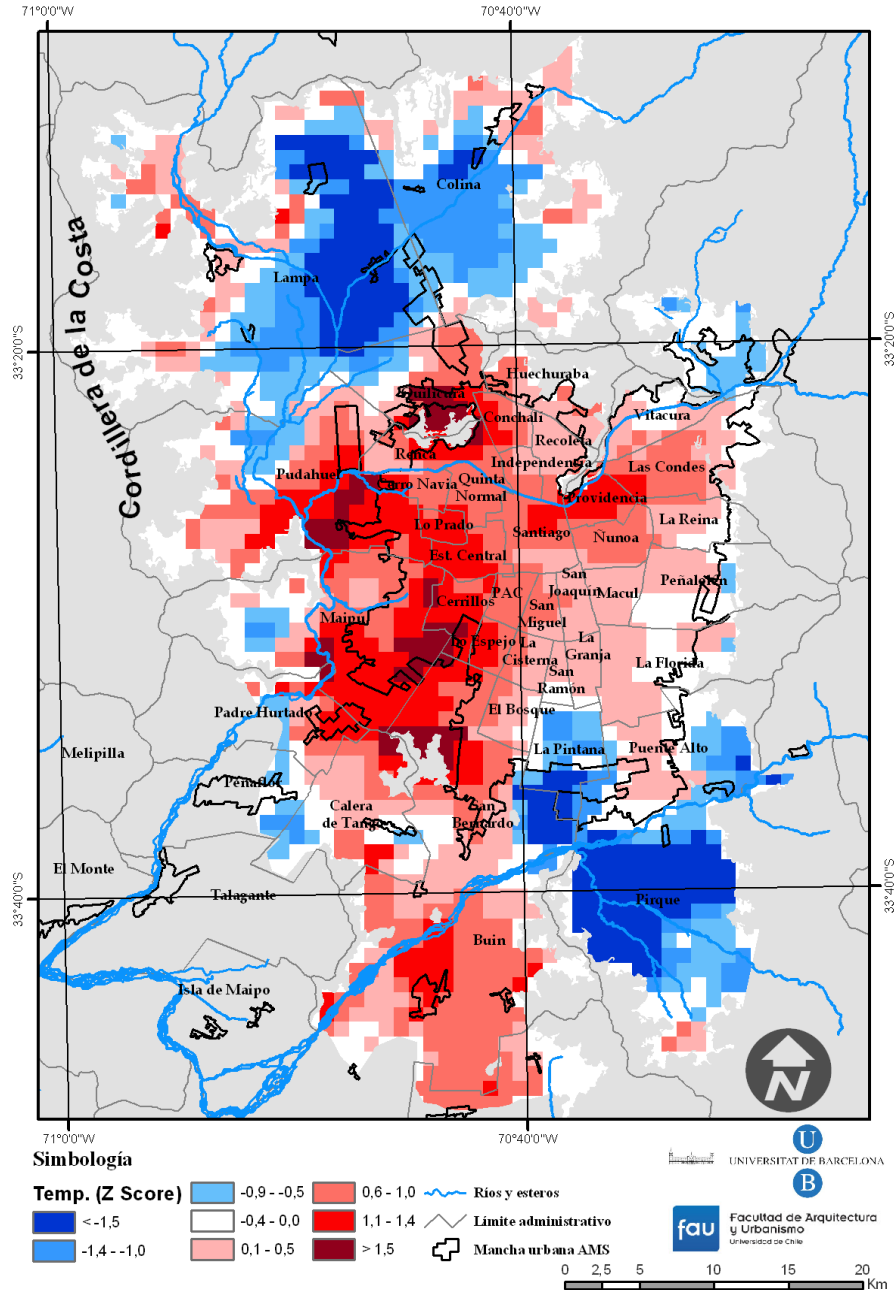 71°0'0"W
70°40'0"W
Colina
Cordillera de la Costa
Lampa
33°20'0"S
33°20'0"S
Huechuraba
Quilicura
Conchalí
Vitacura
Recoleta
Renca
Independencia
Las Condes
Pudahuel
Cerro Navia
Quinta
Normal
Providencia
La Reina
Lo Prado
Santiago
Nunoa
Est. Central
San
Joaquín
Macul
Peñalolén
Cerrillos
PAC
San
Miguel
Maipú
Lo Espejo
La
Cisterna
La
Granja
La Florida
San
Ramón
Padre Hurtado
El Bosque
Melipilla
La Pintana
Puente Alto
Peñaflor
Calera
de Tango
San
Bernardo
El Monte
Talagante
33°40'0"S
33°40'0"S
Pirque
Buin
Isla de Maipo
N
71°0'0"W
70°40'0"W
Simbología
Temp. (Z Score)
< -1,5
-1,4 - -1,0
-0,9 - -0,5
-0,4 - 0,0
0,1 - 0,5
0,6 - 1,0
1,1 - 1,4
> 1,5
Ríos y esteros
Límite administrativo
Mancha urbana AMS
UNIVERSITAT DE BARCELONA
U
B
fau
Facultad de Arquitectura
y Urbanismo
Universidad de Chile
0 2,5 5 10 15 20
Km